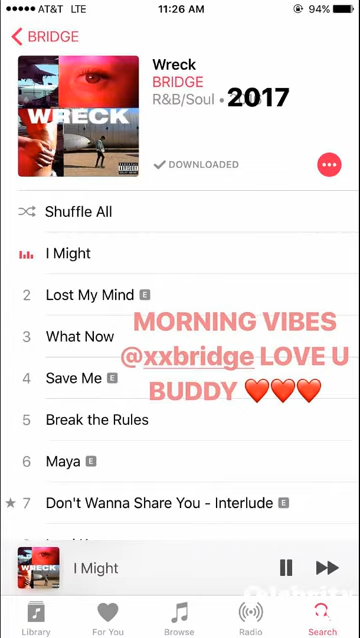 AT&T LTE 11:26 AM 94%
BRIDGE
Wreck
BRIDGE
R&B/Soul • 2017
WRECK
DOWNLOADED
Shuffle All
I Might
2 Lost My Mind E
3 What Now
MORNING VIBES
@xxbridge LOVE U
BUDDY ❤️❤️❤️
4 Save Me E
5 Break the Rules
6 Maya E
★ 7 Don't Wanna Share You - Interlude E
WRECK
I Might
Celebrity
Library For You Browse Radio Search